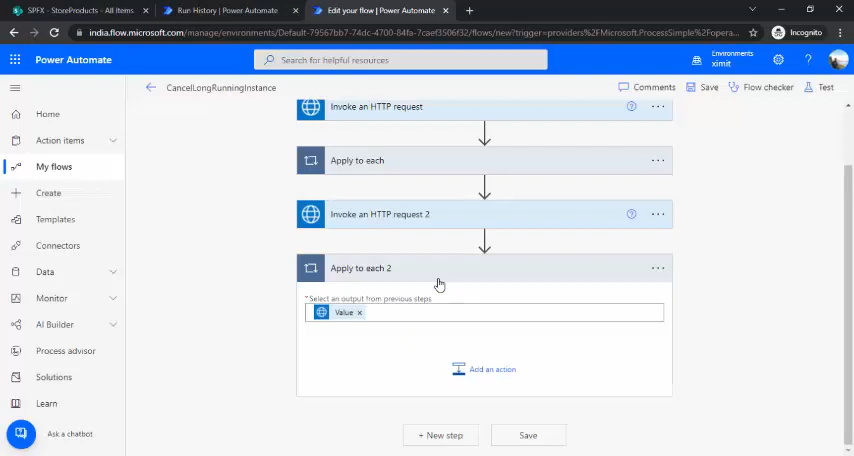 SPFX - StoreProducts - All Items
Run History | Power Automate
Edit your flow | Power Automate
india.flow.microsoft.com/manage/environments/Default-79567bb7-74dc-4700-84fa-7caef3506f32/flows/new?trigger=providers%2FMicrosoft.ProcessSimple%2Fopera...
Incognito
Power Automate
Search for helpful resources
Environments
ximit
CancelLongRunningInstance
Comments
Save
Flow checker
Test
Home
Action items
My flows
Create
Templates
Connectors
Data
Monitor
AI Builder
Process advisor
Solutions
Learn
Ask a chatbot
Invoke an HTTP request
Apply to each
Invoke an HTTP request 2
Apply to each 2
* Select an output from previous steps
Value
Add an action
+ New step
Save